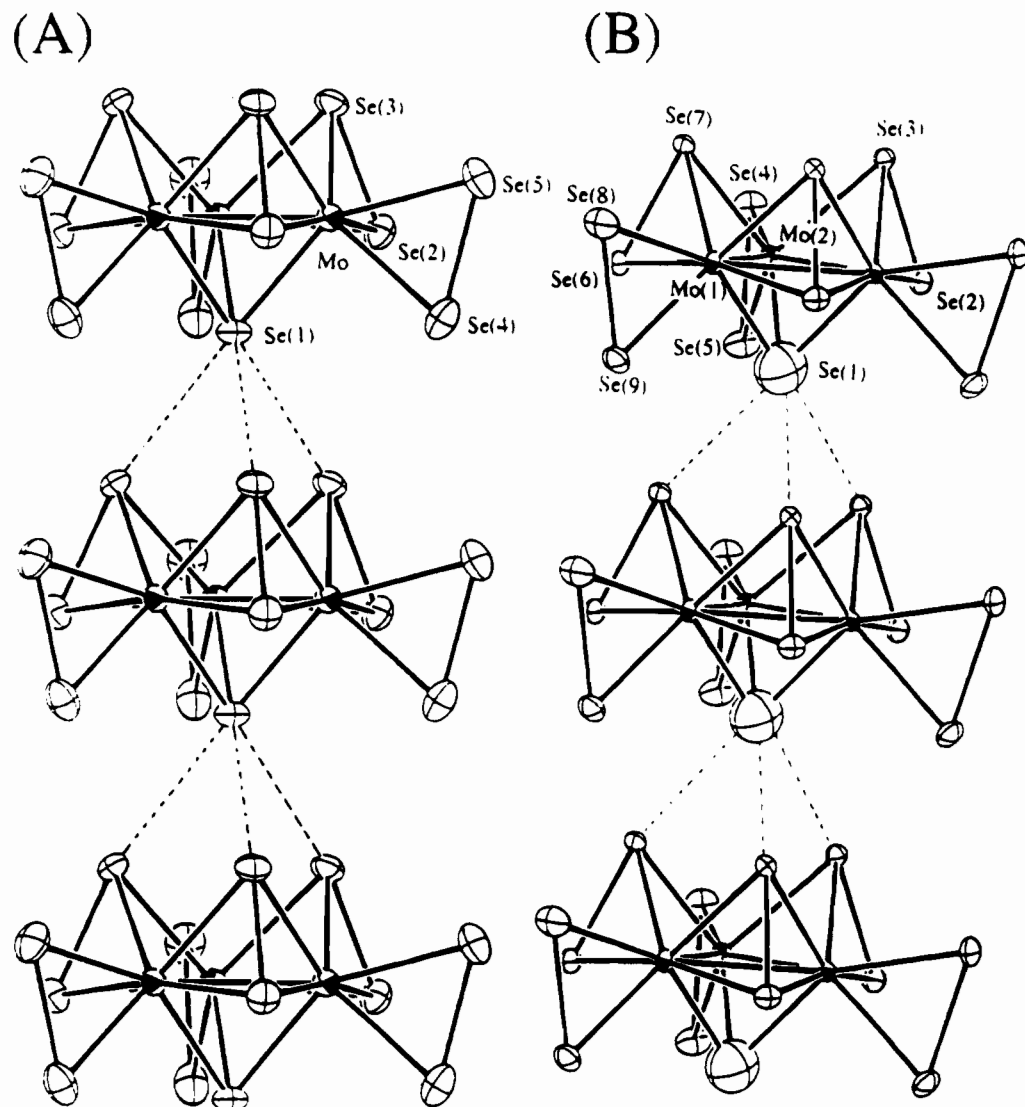 (A)
Se(3)
Se(5)
Se(2)
Mo
Se(4)
Se(1)
(B)
Se(7)
Se(3)
Se(4)
Se(8)
Mo(2)
Se(6)
Mo(1)
Se(2)
Se(5)
Se(1)
Se(9)